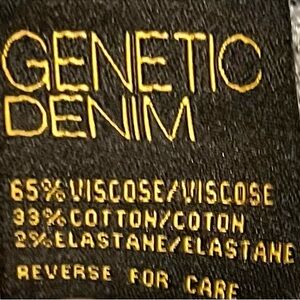 GENETIC
DENIM
65% VISCOSE/VISCOSE
33% COTTON/COTON
2% ELASTANE/ELASTANE
REVERSE FOR CARE